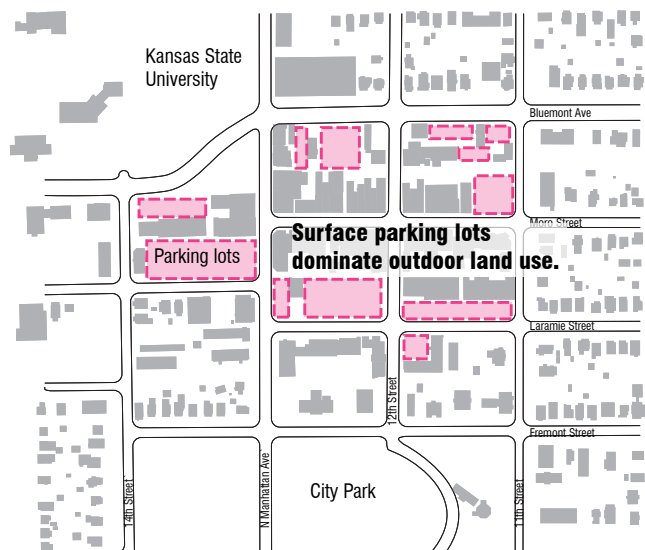 Kansas State
University
Bluemont Ave
Moro Street
Surface parking lots
dominate outdoor land use.
Parking lots
Laramie Street
12th Street
Fremont Street
14th Street
N Manhattan Ave
City Park
11th Street